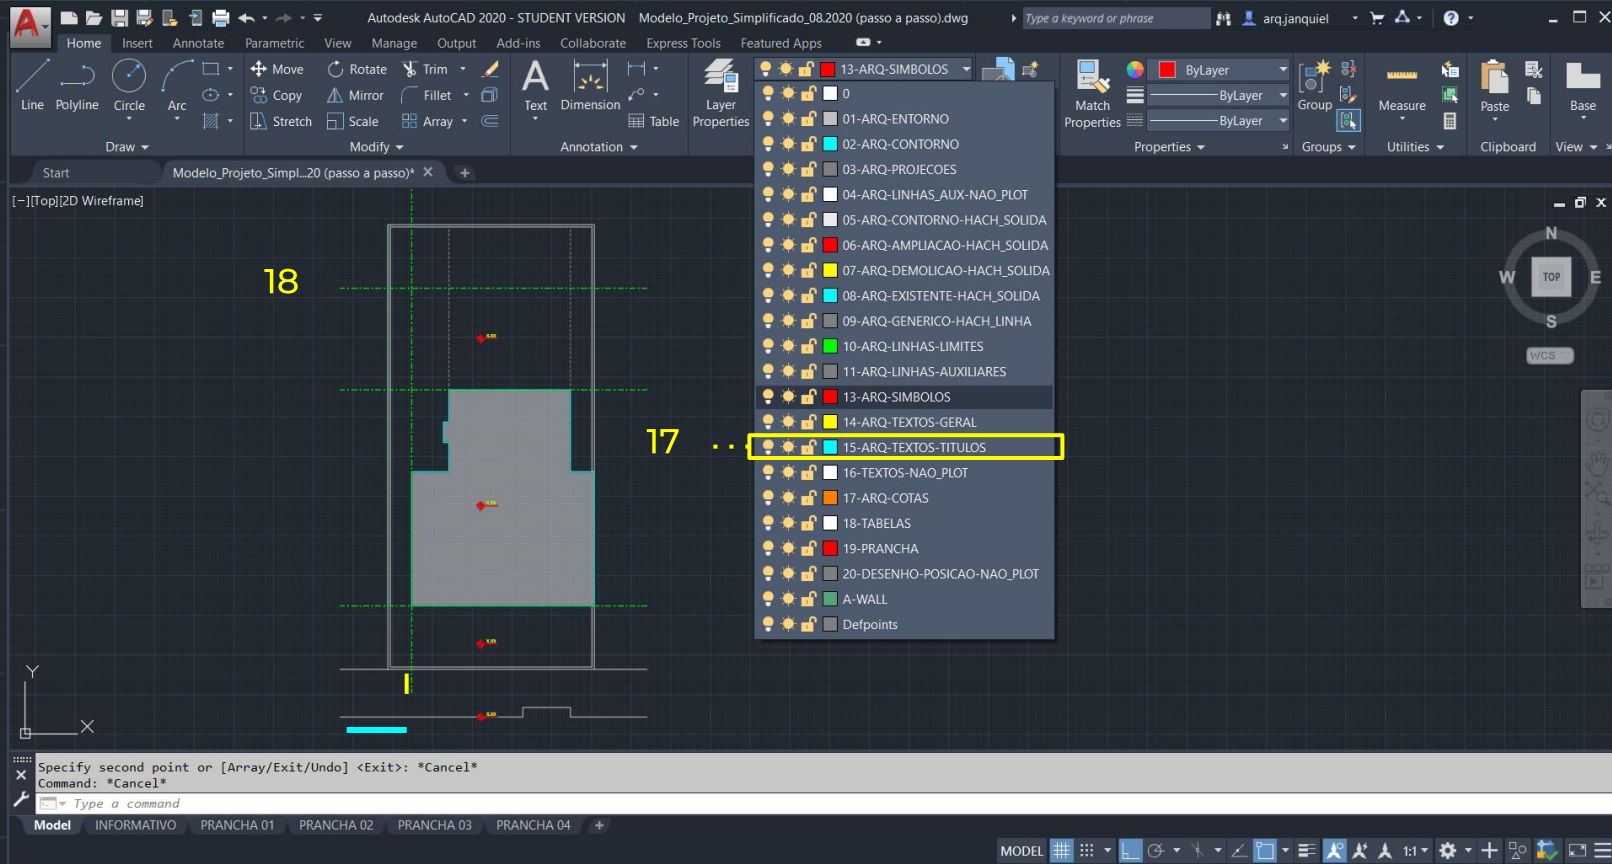 Autodesk AutoCAD 2020 - STUDENT VERSION Modelo_Projeto_Simplificado_08.2020 (passo a passo).dwg
Type a keyword or phrase
arq.janquiel
Home Insert Annotate Parametric View Manage Output Add-ins Collaborate Express Tools Featured Apps
Line Polyline Circle Arc
Draw
Move Rotate Trim
Copy Mirror Fillet
Stretch Scale Array
Modify
Text Dimension Table
Annotation
Layer
Properties
13-ARQ-SIMBOLOS
Match
Properties
ByLayer
ByLayer
ByLayer
Properties
Group
Groups
Measure
Utilities
Paste
Clipboard
Base
View
Start
Modelo_Projeto_Simpl...20 (passo a passo)*
[−][Top][2D Wireframe]
0
01-ARQ-ENTORNO
02-ARQ-CONTORNO
03-ARQ-PROJECOES
04-ARQ-LINHAS_AUX-NAO_PLOT
05-ARQ-CONTORNO-HACH_SOLIDA
06-ARQ-AMPLIACAO-HACH_SOLIDA
07-ARQ-DEMOLICAO-HACH_SOLIDA
08-ARQ-EXISTENTE-HACH_SOLIDA
09-ARQ-GENERICO-HACH_LINHA
10-ARQ-LINHAS-LIMITES
11-ARQ-LINHAS-AUXILIARES
13-ARQ-SIMBOLOS
14-ARQ-TEXTOS-GERAL
15-ARQ-TEXTOS-TITULOS
16-TEXTOS-NAO_PLOT
17-ARQ-COTAS
18-TABELAS
19-PRANCHA
20-DESENHO-POSICAO-NAO_PLOT
A-WALL
Defpoints
18
17 ...
N
W TOP E
S
WCS
Y
X
Specify second point or [Array/Exit/Undo] <Exit>: *Cancel*
Command: *Cancel*
Type a command
Model INFORMATIVO PRANCHA 01 PRANCHA 02 PRANCHA 03 PRANCHA 04 +
MODEL 1:1